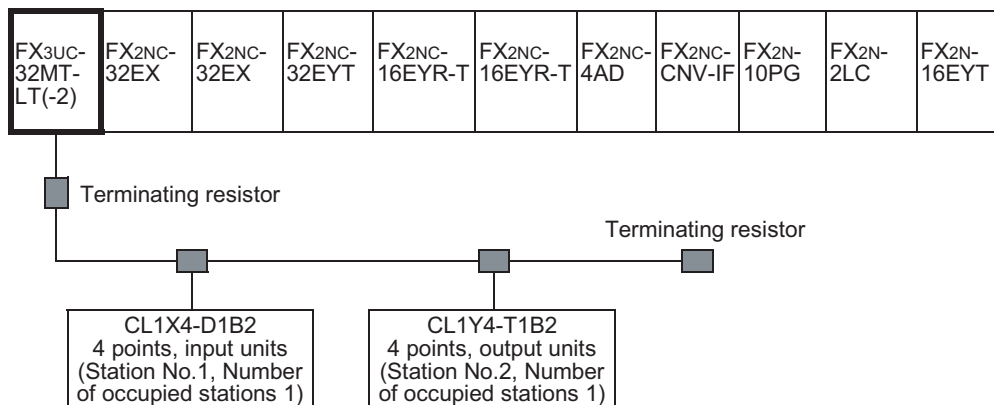 FX3UC-
32MT-
LT(-2)
FX2NC-
32EX
FX2NC-
32EX
FX2NC-
32EYT
FX2NC-
16EYR-T
FX2NC-
16EYR-T
FX2NC-
4AD
FX2NC-
CNV-IF
FX2N-
10PG
FX2N-
2LC
FX2N-
16EYT
Terminating resistor
Terminating resistor
CL1X4-D1B2
4 points, input units
(Station No.1, Number
of occupied stations 1)
CL1Y4-T1B2
4 points, output units
(Station No.2, Number
of occupied stations 1)